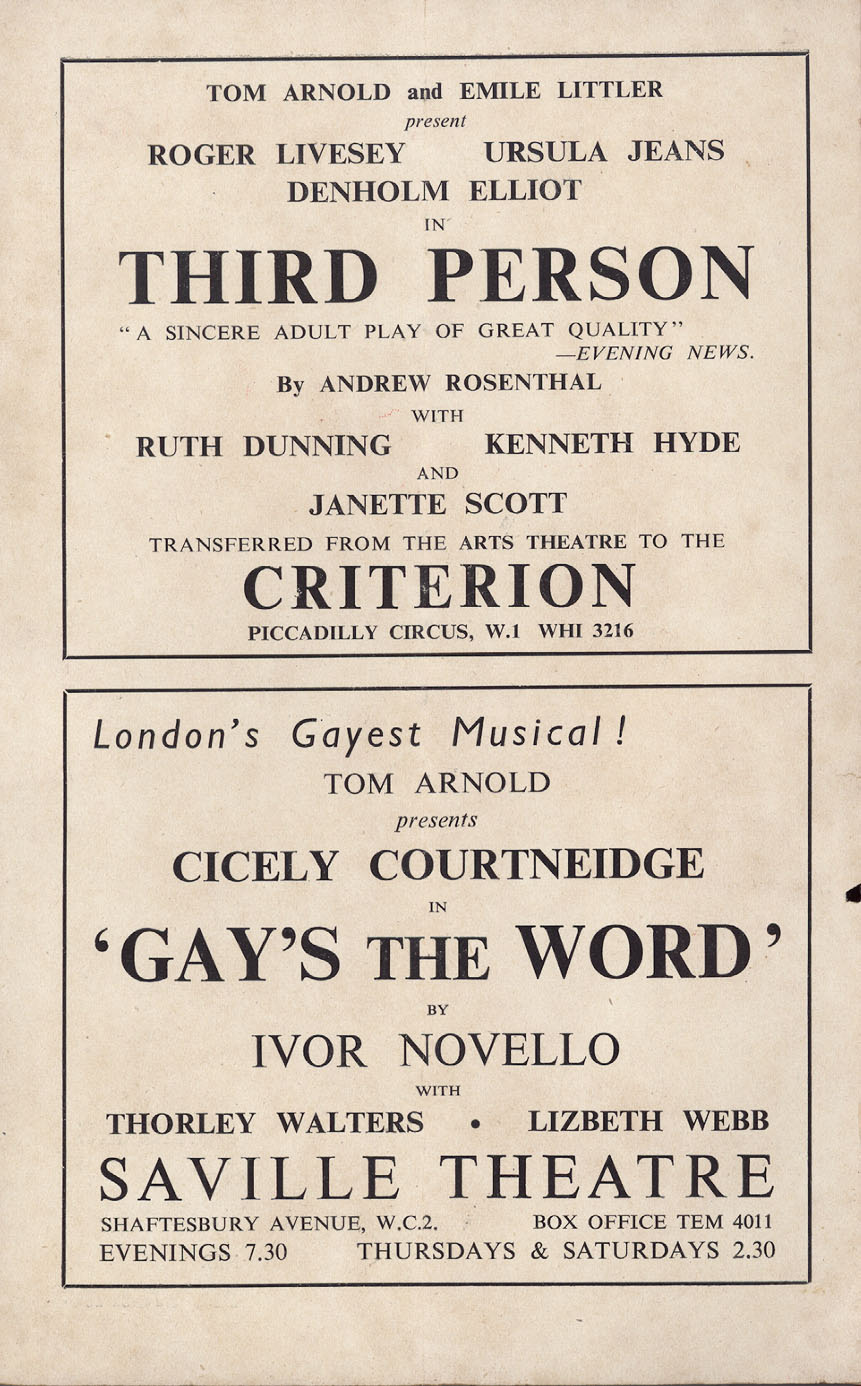 TOM ARNOLD and EMILE LITTLER
present
ROGER LIVESEY URSULA JEANS
DENHOLM ELLIOT
IN
THIRD PERSON
“A SINCERE ADULT PLAY OF GREAT QUALITY”
—EVENING NEWS.
By ANDREW ROSENTHAL
WITH
RUTH DUNNING KENNETH HYDE
AND
JANETTE SCOTT
TRANSFERRED FROM THE ARTS THEATRE TO THE
CRITERION
PICCADILLY CIRCUS, W.1 WHI 3216
London’s Gayest Musical!
TOM ARNOLD
presents
CICELY COURTNEIDGE
IN
‘GAY’S THE WORD’
BY
IVOR NOVELLO
WITH
THORLEY WALTERS • LIZBETH WEBB
SAVILLE THEATRE
SHAFTESBURY AVENUE, W.C.2. BOX OFFICE TEM 4011
EVENINGS 7.30 THURSDAYS & SATURDAYS 2.30